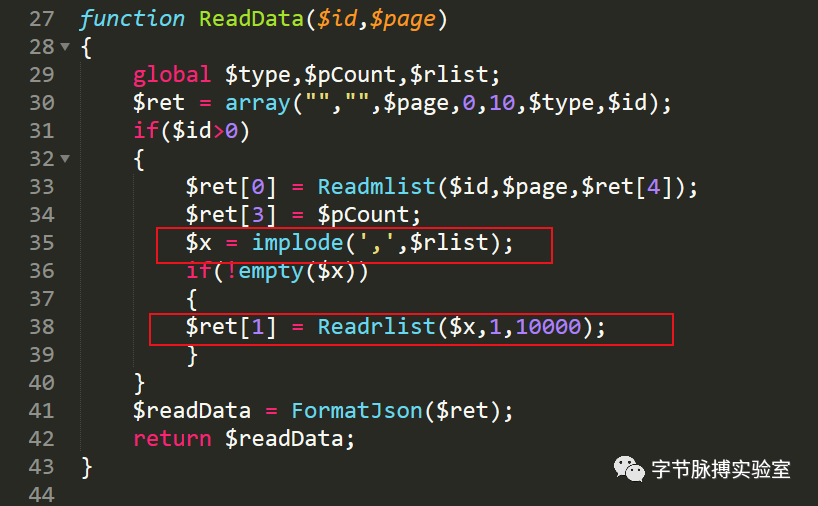 27 function ReadData($id,$page)
28 {
29 global $type,$pCount,$rlist;
30 $ret = array("","",$page,0,10,$type,$id);
31 if($id>0)
32 {
33 $ret[0] = Readmlist($id,$page,$ret[4]);
34 $ret[3] = $pCount;
35 $x = implode(',',$rlist);
36 if(!empty($x))
37 {
38 $ret[1] = Readrlist($x,1,10000);
39 }
40 }
41 $readData = FormatJson($ret);
42 return $readData;
43 }
44
字节脉搏实验室